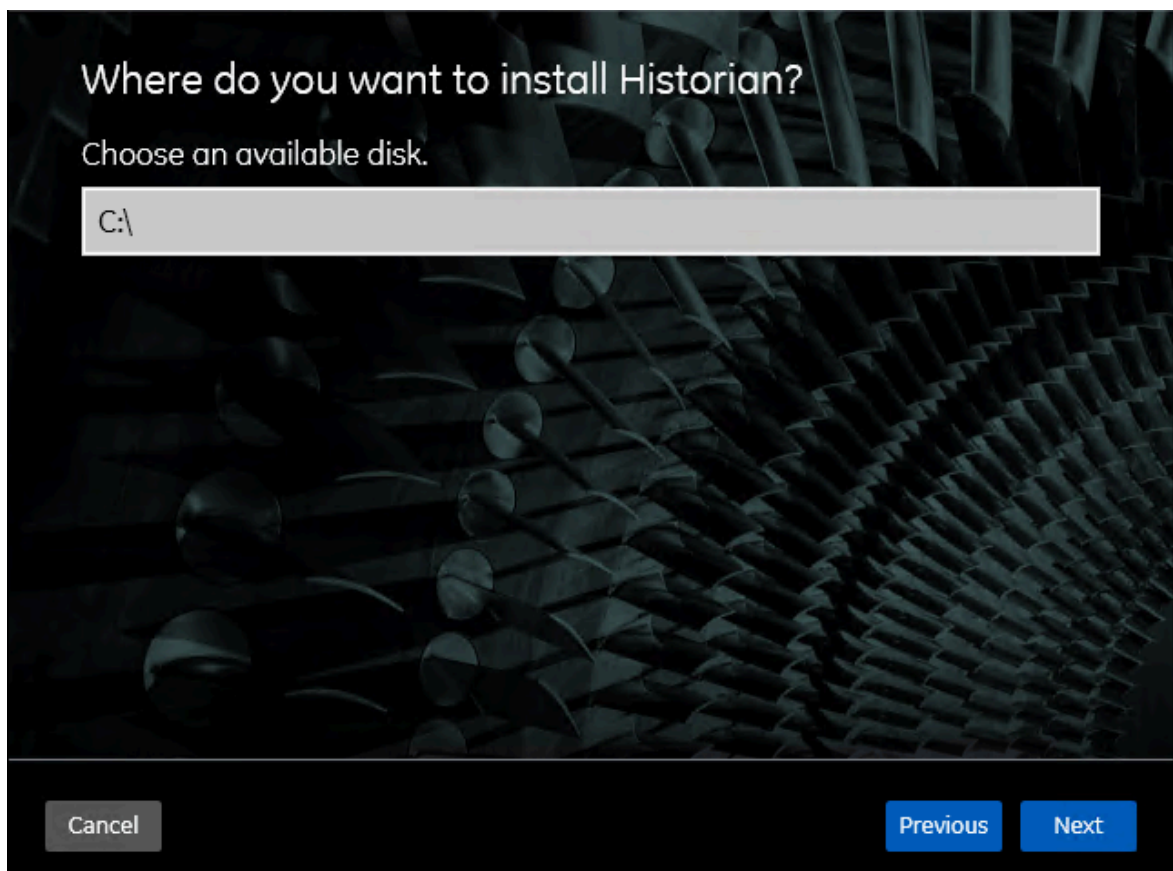 Where do you want to install Historian?
Choose an available disk.
C:\
Cancel
Previous
Next